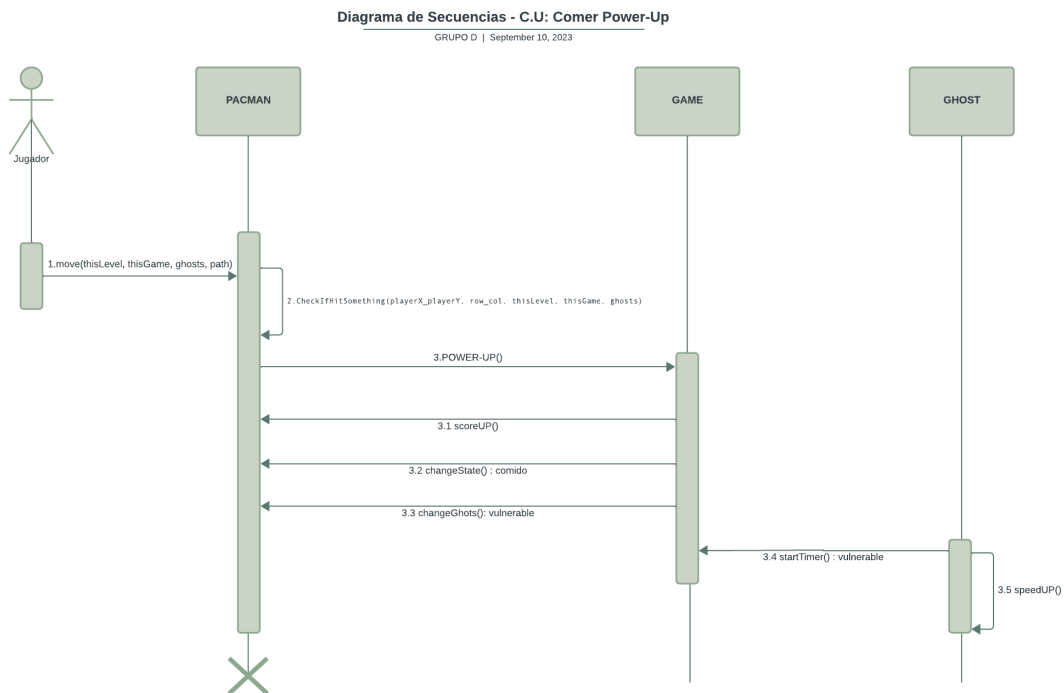 Diagrama de Secuencias - C.U: Comer Power-Up
GRUPO D | September 10, 2023
PACMAN
GAME
GHOST
Jugador
1.move(thisLevel, thisGame, ghosts, path)
2.CheckIfHitSomething(playerX_playerY, row_col, thisLevel, thisGame, ghosts)
3.POWER-UP()
3.1 scoreUP()
3.2 changeState() : comido
3.3 changeGhots(): vulnerable
3.4 startTimer() : vulnerable
3.5 speedUP()